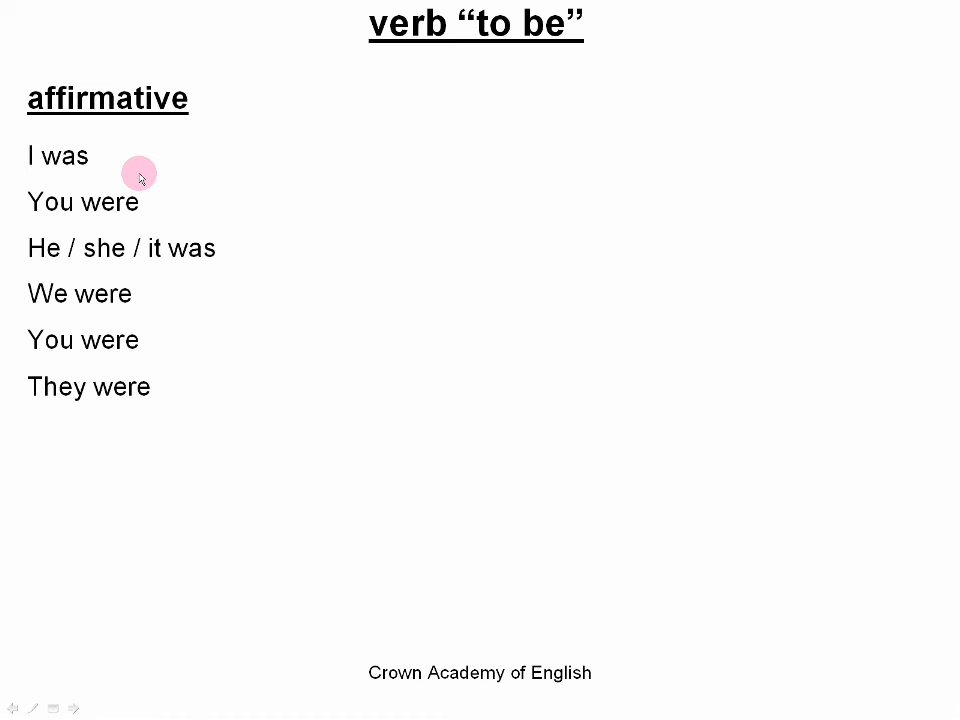 verb “to be”
affirmative
I was
You were
He / she / it was
We were
You were
They were
Crown Academy of English